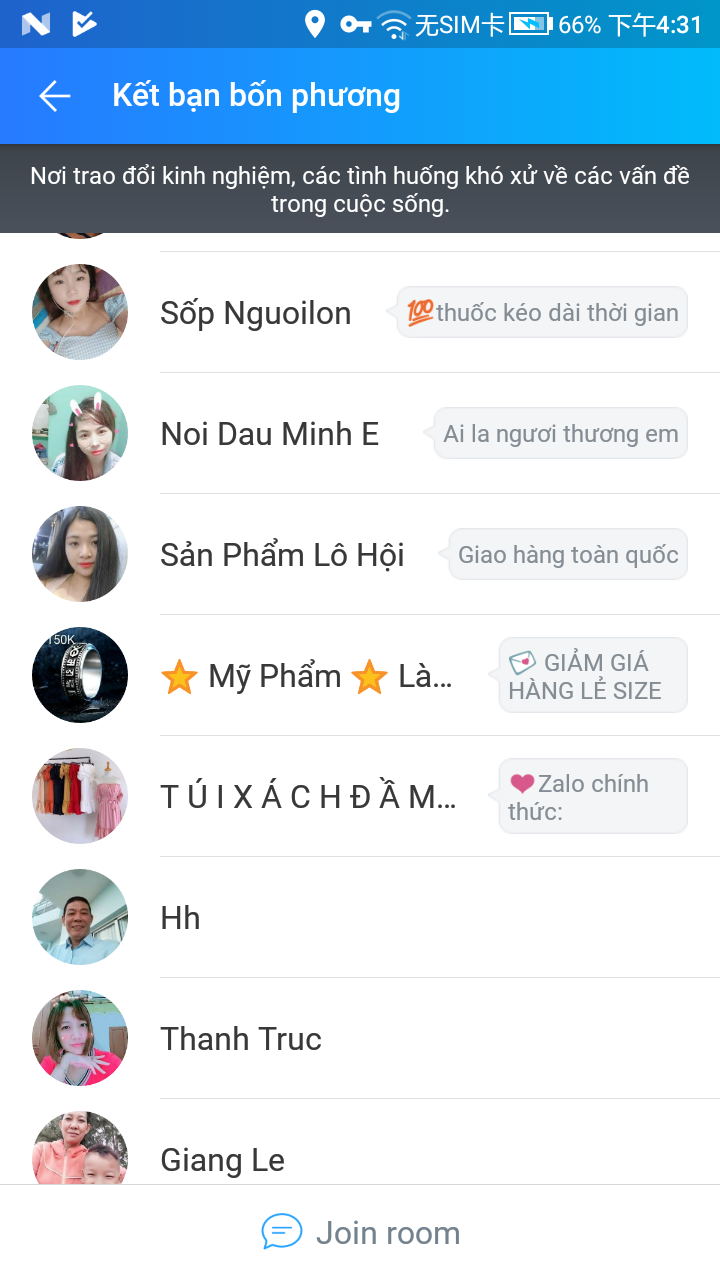 无SIM卡 66% 下午4:31
Kết bạn bốn phương
Nơi trao đổi kinh nghiệm, các tình huống khó xử về các vấn đề
trong cuộc sống.
Sốp Nguoilon
💯thuốc kéo dài thời gian
Noi Dau Minh E
Ai la ngươi thương em
Sản Phẩm Lô Hội
Giao hàng toàn quốc
150K
⭐ Mỹ Phẩm ⭐ Là...
💌 GIẢM GIÁ
HÀNG LẺ SIZE
T Ú I X Á C H Đ Ầ M...
❤Zalo chính
thức:
Hh
Thanh Truc
Giang Le
Join room